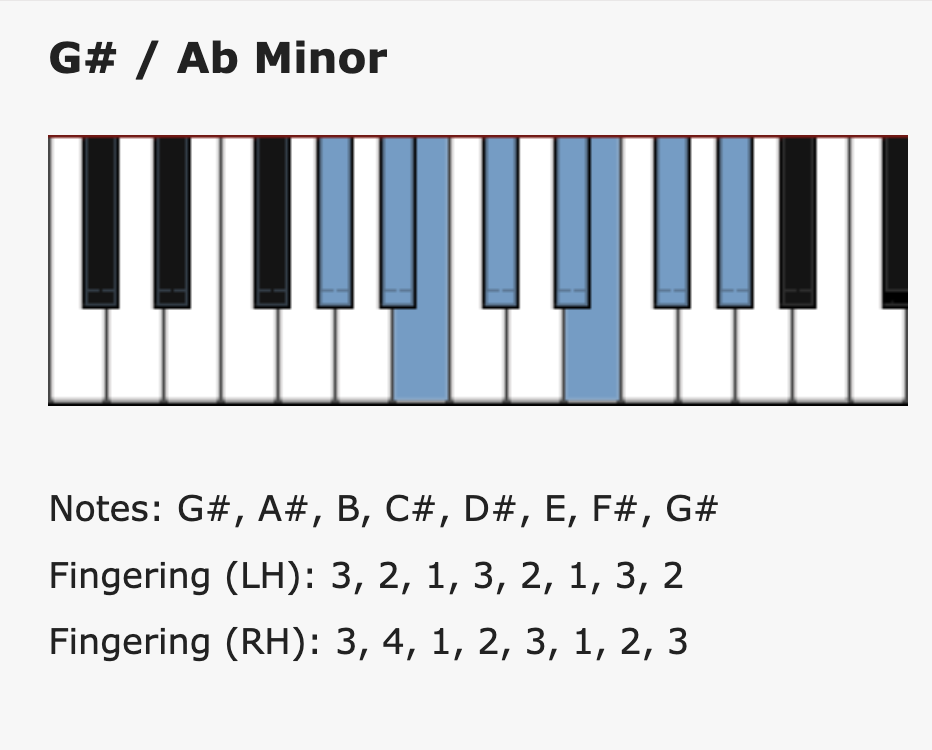 G# / Ab Minor
Notes: G#, A#, B, C#, D#, E, F#, G#
Fingering (LH): 3, 2, 1, 3, 2, 1, 3, 2
Fingering (RH): 3, 4, 1, 2, 3, 1, 2, 3